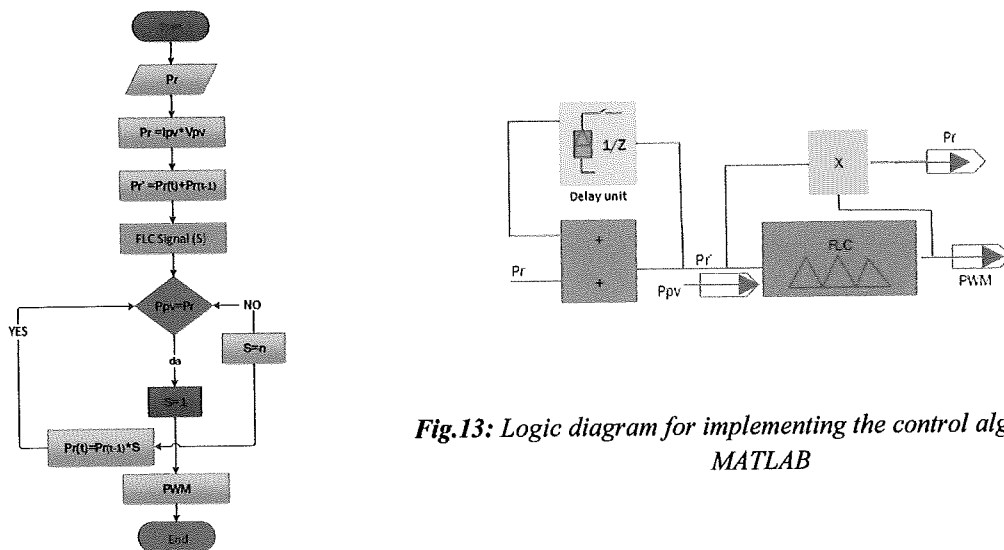 Start
Pr
Pr =Ipv*Vpv
Pr' =Pr(t)+Pr(t-1)
FLC Signal (S)
Ppv=Pr
YES
NO
S=n
da
S=1
Pr(t)=Pr(t-1)*S
PWM
End
1/Z
Delay unit
+
+
Pr
Pr'
Ppv
X
Pr
FLC
PWM
Fig.13: Logic diagram for implementing the control alg
MATLAB